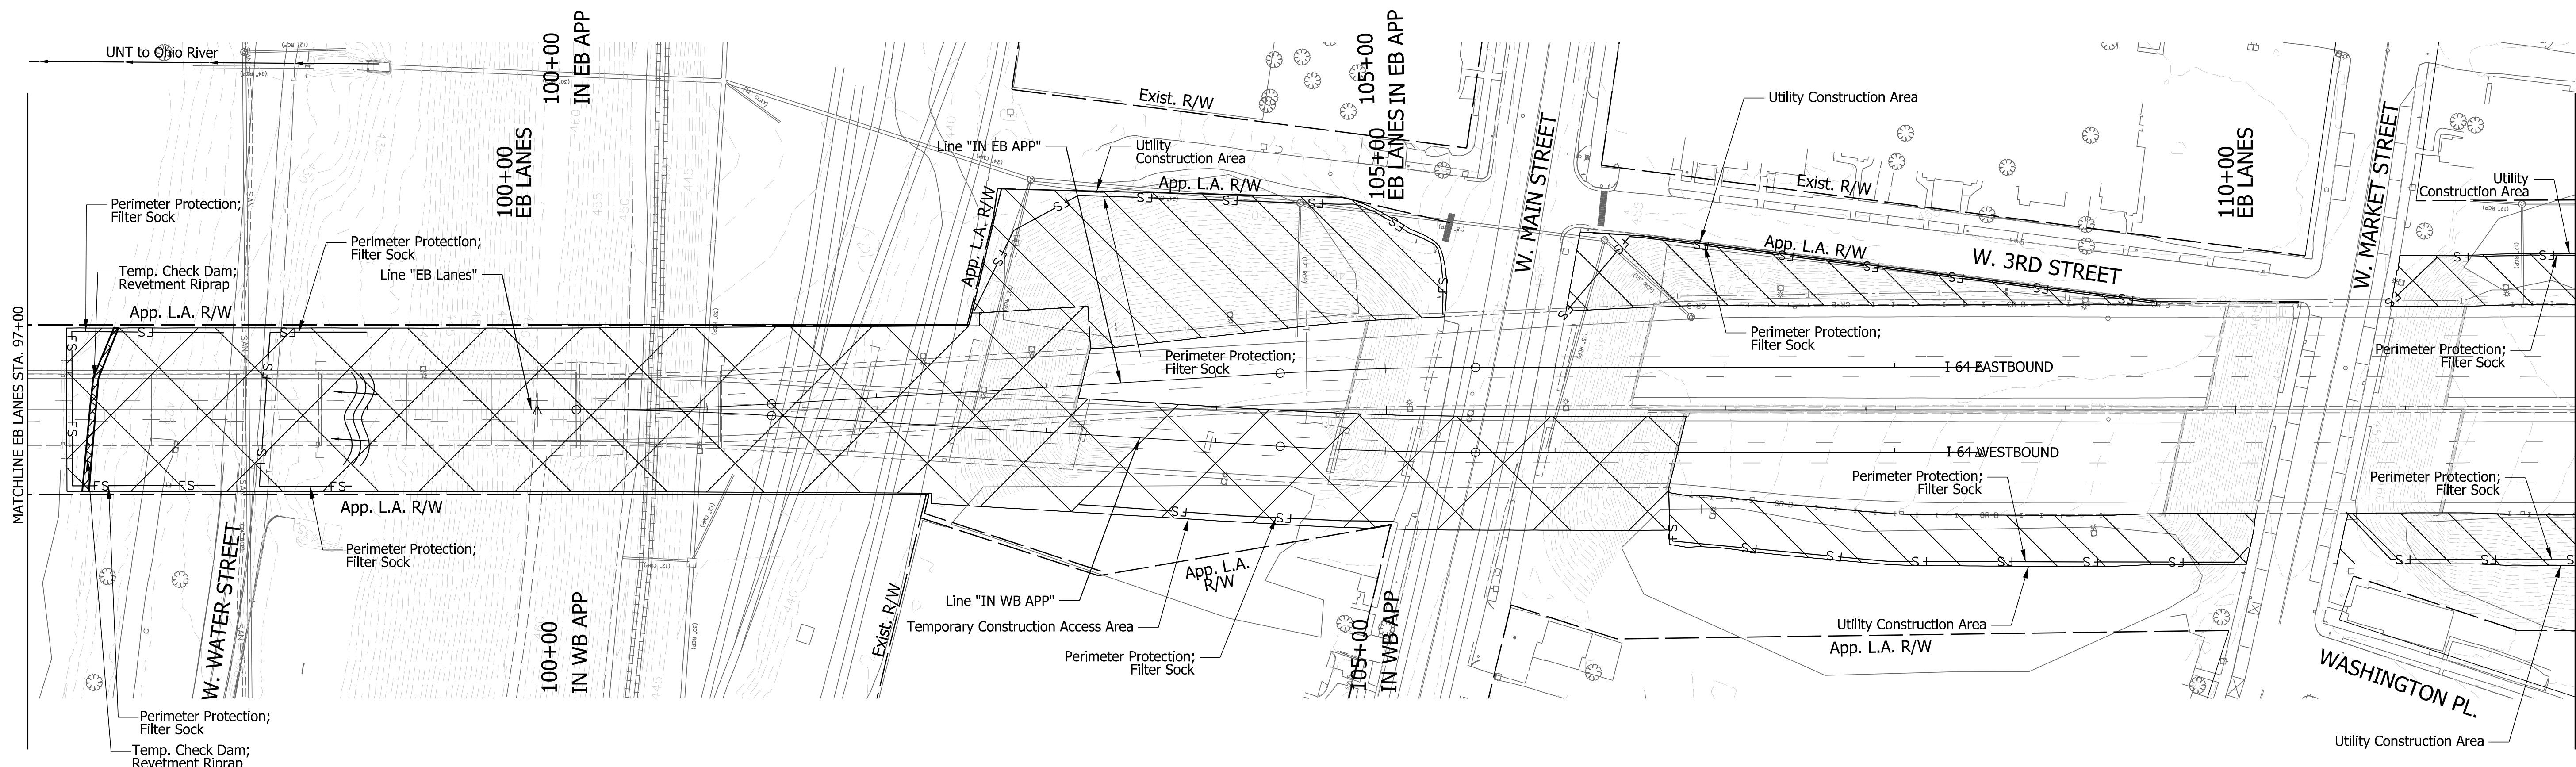 UNT to Ohio River
100+00
IN EB APP
100+00
EB LANES
Exist. R/W
105+00
IN EB APP
105+00
EB LANES
Utility Construction Area
110+00
EB LANES
W. MAIN STREET
W. MARKET STREET
Line "IN EB APP"
Utility
Construction Area
App. L.A. R/W
Exist. R/W
Utility
Construction Area
Perimeter Protection;
Filter Sock
Perimeter Protection;
Filter Sock
Line "EB Lanes"
Temp. Check Dam;
Revetment Riprap
App. L.A. R/W
App. L.A. R/W
App. L.A. R/W
W. 3RD STREET
Perimeter Protection;
Filter Sock
Perimeter Protection;
Filter Sock
Perimeter Protection;
Filter Sock
MATCHLINE EB LANES STA. 97+00
I-64 EASTBOUND
I-64 WESTBOUND
Perimeter Protection;
Filter Sock
Perimeter Protection;
Filter Sock
App. L.A. R/W
W. WATER STREET
Perimeter Protection;
Filter Sock
Exist. R/W
App. L.A.
R/W
Line "IN WB APP"
Temporary Construction Access Area
Perimeter Protection;
Filter Sock
100+00
IN WB APP
105+00
IN WB APP
Utility Construction Area
App. L.A. R/W
WASHINGTON PL.
Perimeter Protection;
Filter Sock
Temp. Check Dam;
Revetment Riprap
Utility Construction Area